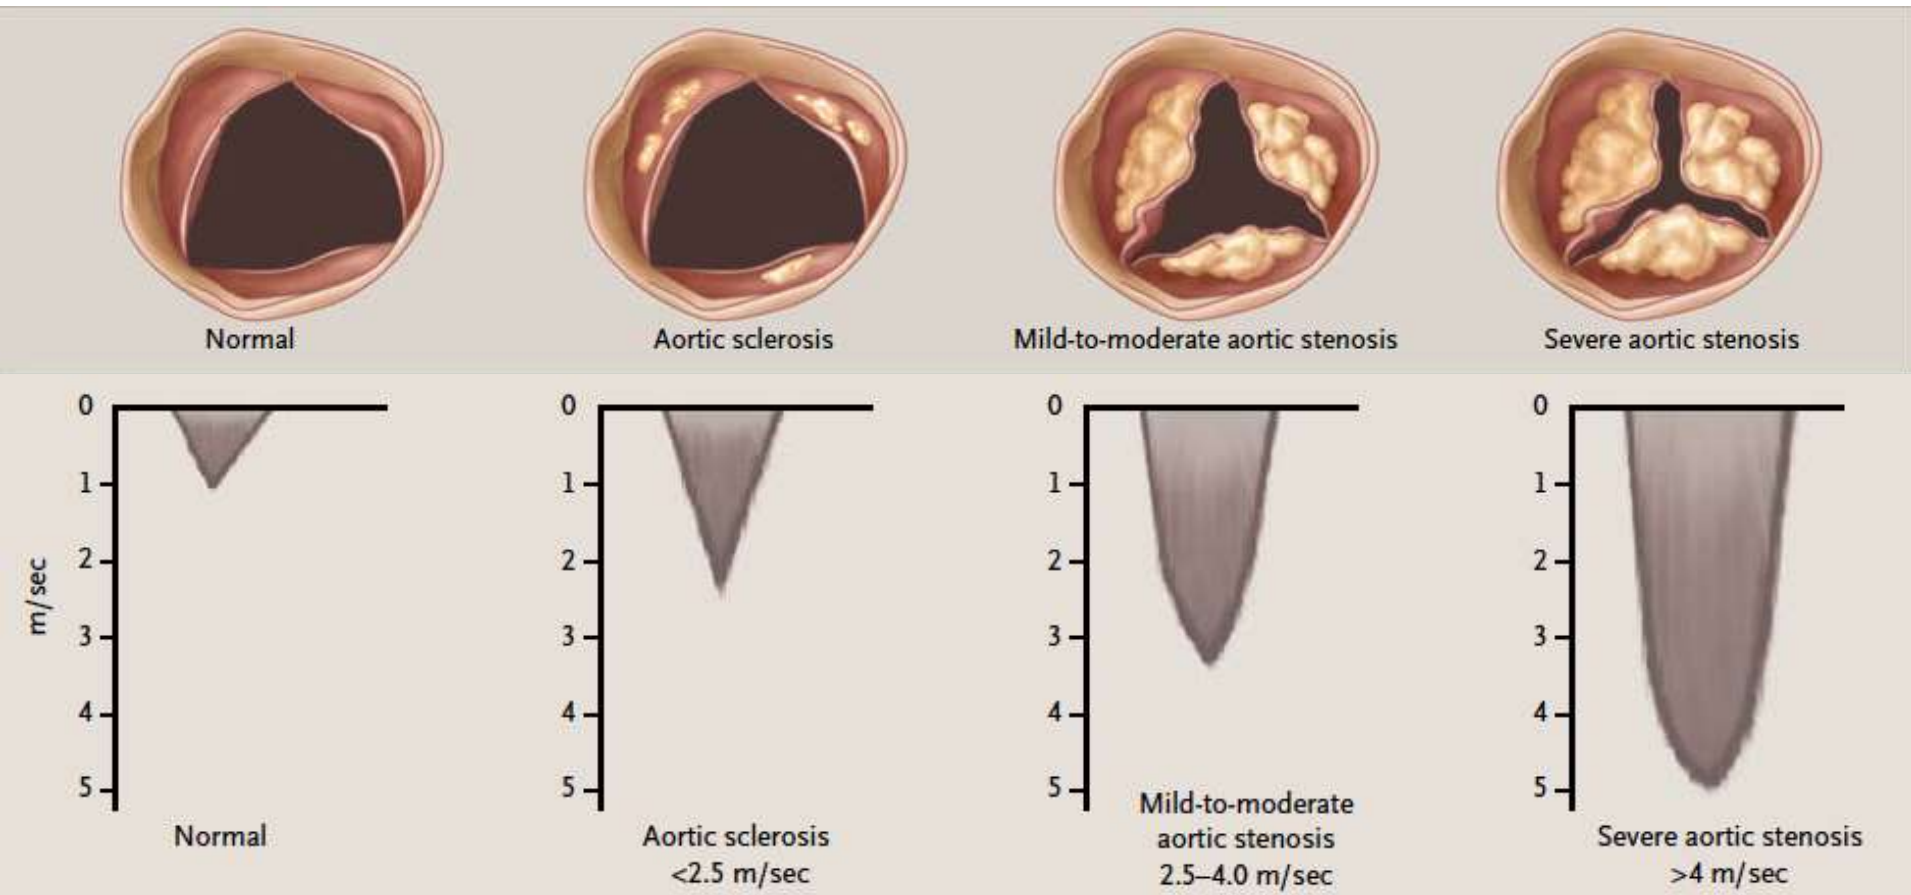 Normal
Aortic sclerosis
Mild-to-moderate aortic stenosis
Severe aortic stenosis
m/sec
0
1
2
3
4
5
Normal
0
1
2
3
4
5
Aortic sclerosis
<2.5 m/sec
0
1
2
3
4
5
Mild-to-moderate
aortic stenosis
2.5–4.0 m/sec
0
1
2
3
4
5
Severe aortic stenosis
>4 m/sec